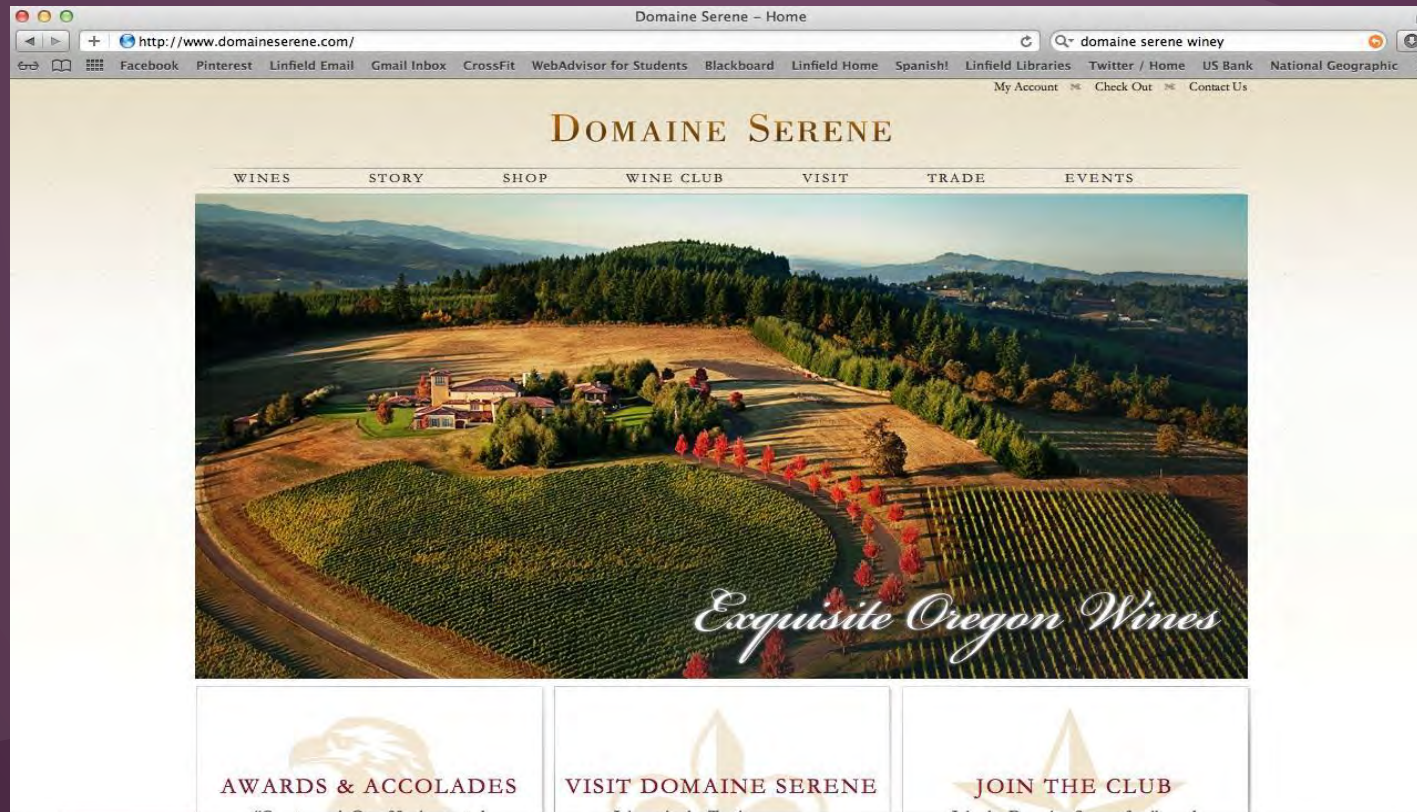 Domaine Serene – Home
http://www.domaineserene.com/
domaine serene winey
Facebook Pinterest Linfield Email Gmail Inbox CrossFit WebAdvisor for Students Blackboard Linfield Home Spanish! Linfield Libraries Twitter / Home US Bank National Geographic
My Account Check Out Contact Us
DOMAINE SERENE
WINES STORY SHOP WINE CLUB VISIT TRADE EVENTS
Exquisite Oregon Wines
AWARDS & ACCOLADES VISIT DOMAINE SERENE JOIN THE CLUB